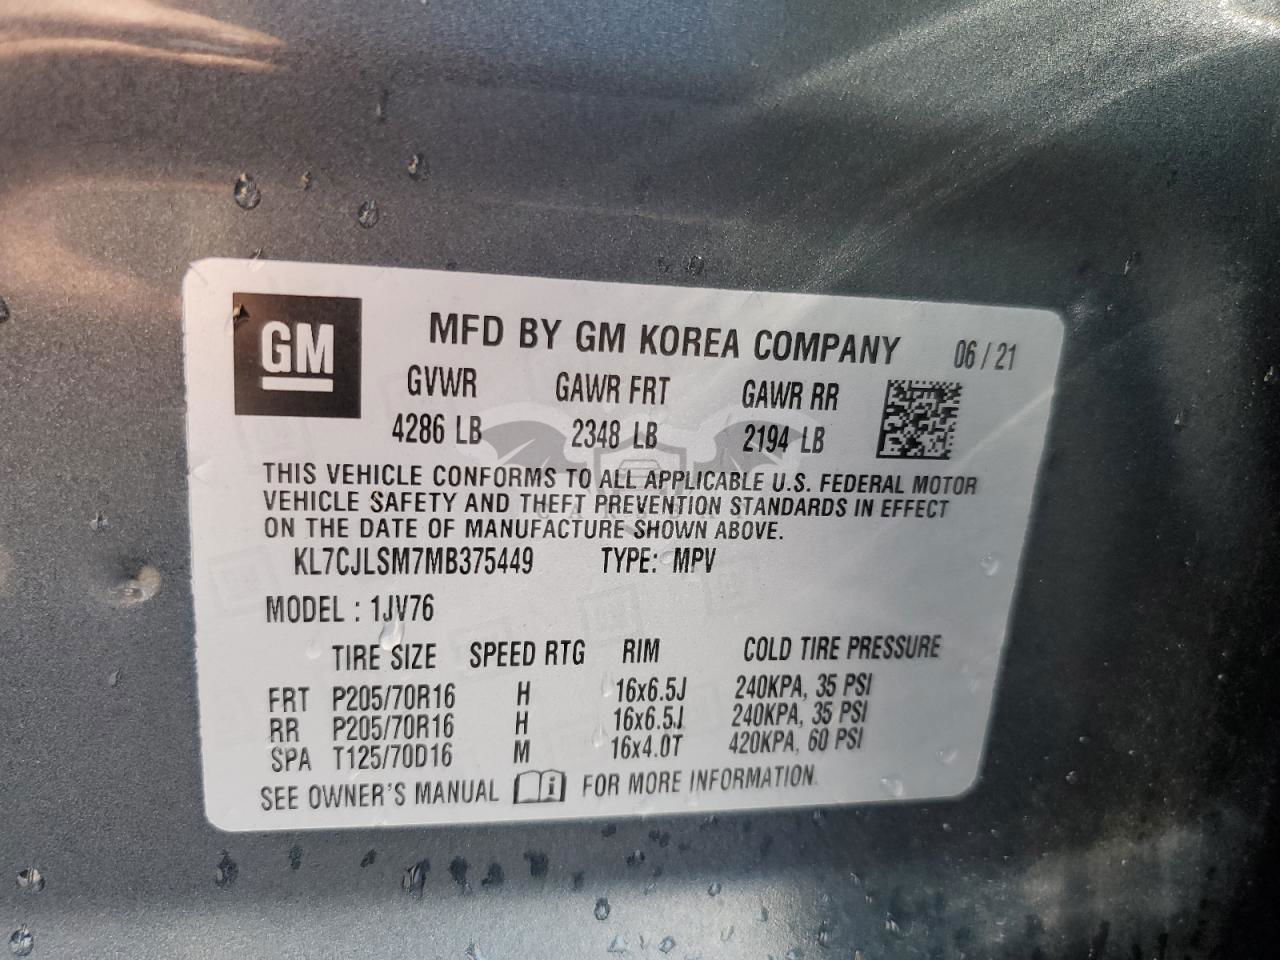 GM
MFD BY GM KOREA COMPANY 06/21
GVWR GAWR FRT GAWR RR
4286 LB 2348 LB 2194 LB
THIS VEHICLE CONFORMS TO ALL APPLICABLE U.S. FEDERAL MOTOR
VEHICLE SAFETY AND THEFT PREVENTION STANDARDS IN EFFECT
ON THE DATE OF MANUFACTURE SHOWN ABOVE.
KL7CJLSM7MB375449 TYPE: MPV
MODEL : 1JV76
TIRE SIZE SPEED RTG RIM COLD TIRE PRESSURE
FRT P205/70R16 H 16x6.5J 240KPA, 35 PSI
RR P205/70R16 H 16x6.5J 240KPA, 35 PSI
SPA T125/70D16 M 16x4.0T 420KPA, 60 PSI
SEE OWNER'S MANUAL i FOR MORE INFORMATION.